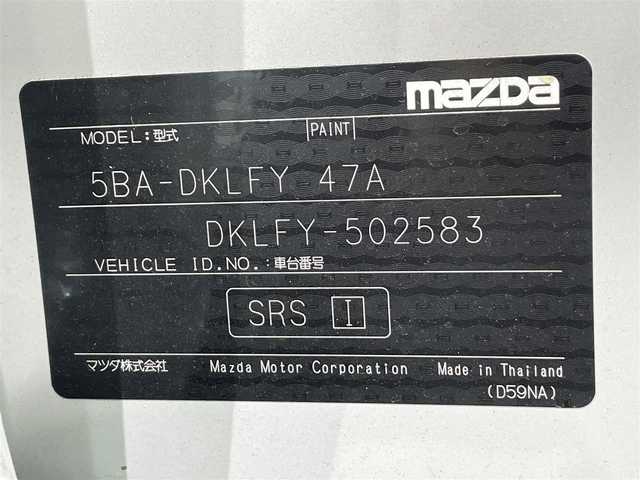 mazda
MODEL:型式 PAINT
5BA-DKLFY 47A
DKLFY-502583
VEHICLE ID.NO.:車台番号
SRS I
マツダ株式会社 Mazda Motor Corporation Made in Thailand
(D59NA)